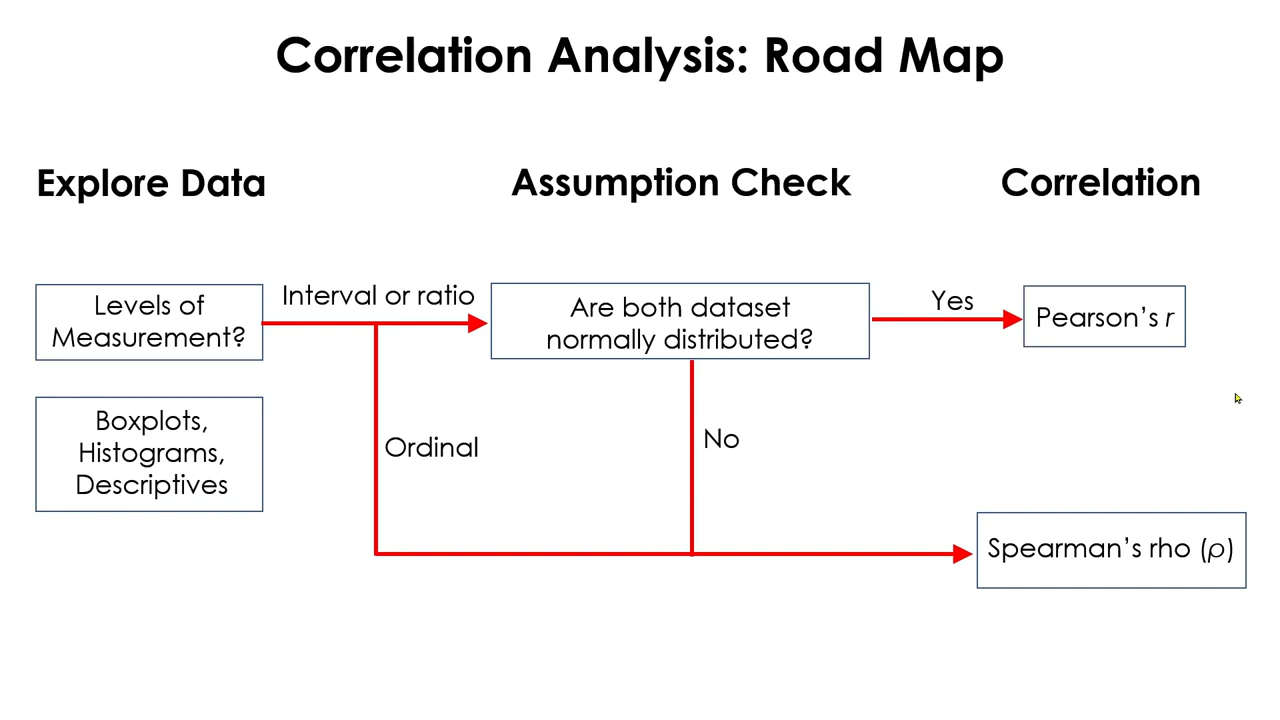 Correlation Analysis: Road Map
Explore Data
Assumption Check
Correlation
Levels of
Measurement?
Interval or ratio
Are both dataset
normally distributed?
Yes
Pearson's r
Boxplots,
Histograms,
Descriptives
Ordinal
No
Spearman's rho (ρ)